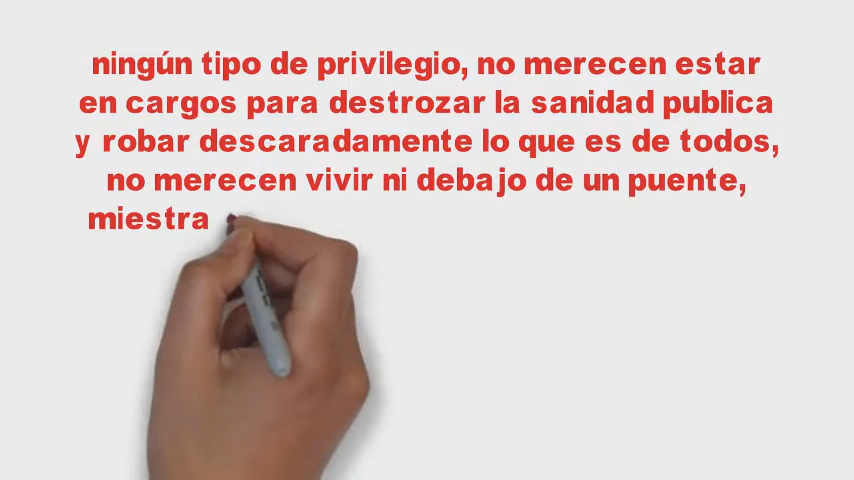 ningún tipo de privilegio, no merecen estar
en cargos para destrozar la sanidad publica
y robar descaradamente lo que es de todos,
no merecen vivir ni debajo de un puente,
miestra